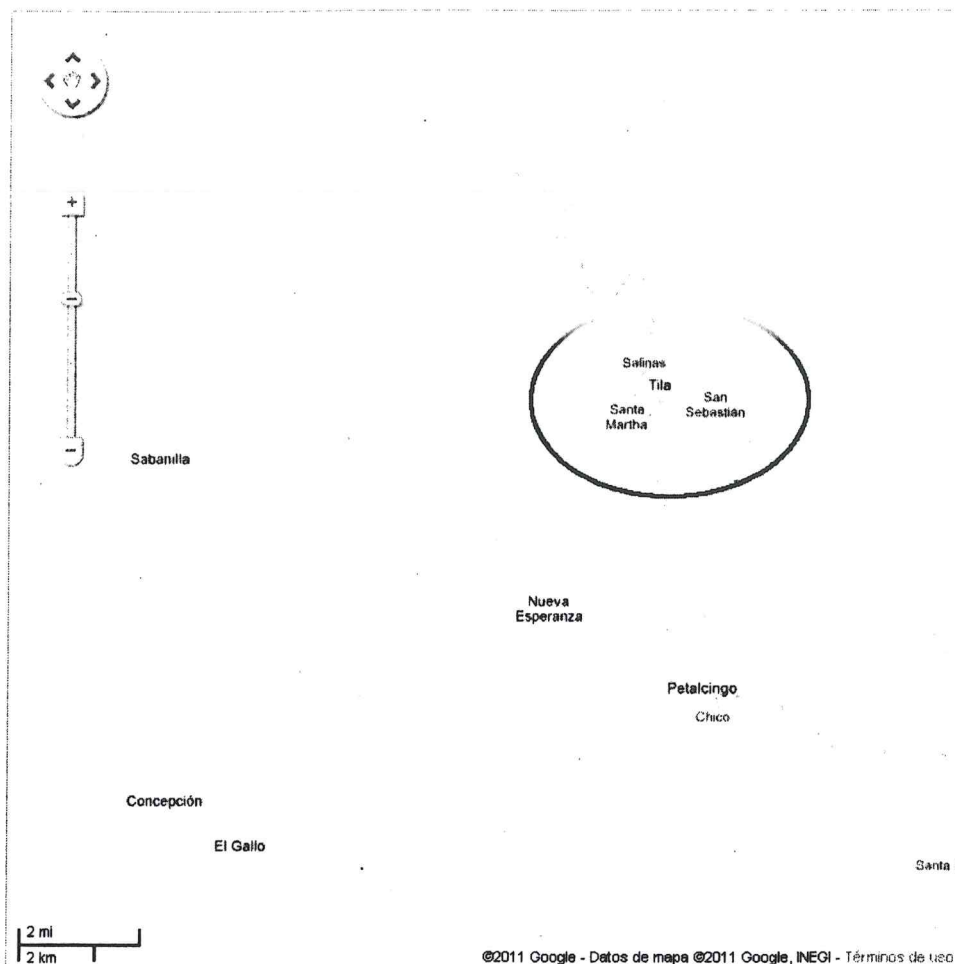 Salinas
Tila
San
Sebastián
Santa
Martha
Sabanilla
Nueva
Esperanza
Petalcingo
Chico
Concepción
El Gallo
Santa
2 mi
2 km
©2011 Google - Datos de mapa ©2011 Google, INEGI - Términos de uso